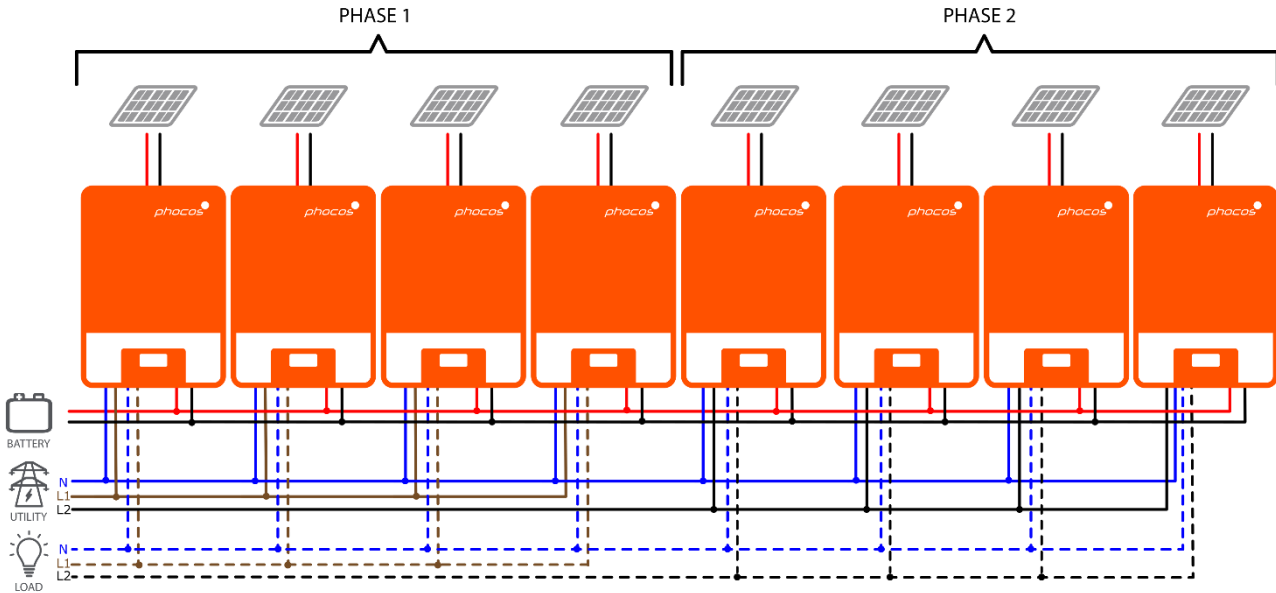 PHASE 1
PHASE 2
phocos
phocos
phocos
phocos
phocos
phocos
phocos
phocos
BATTERY
N
L1
L2
UTILITY
N
L1
L2
LOAD